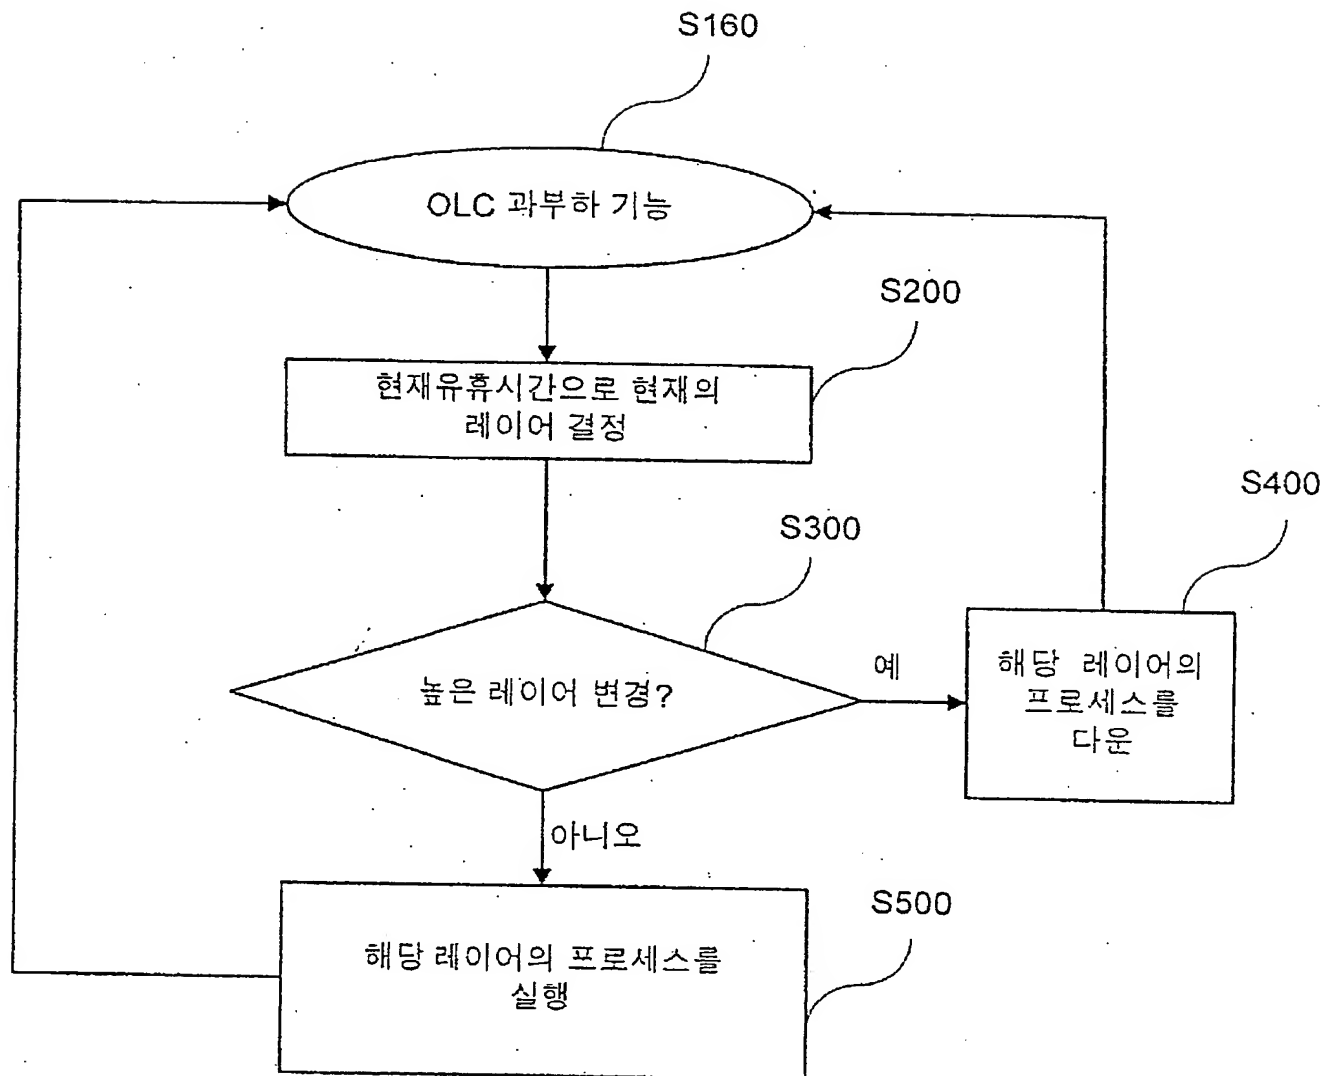 S160
OLC 과부하 기능
S200
현재유휴시간으로 현재의
레이어 결정
S300
높은 레이어 변경?
예
S400
해당 레이어의
프로세스를
다운
아니오
S500
해당 레이어의 프로세스를
실행